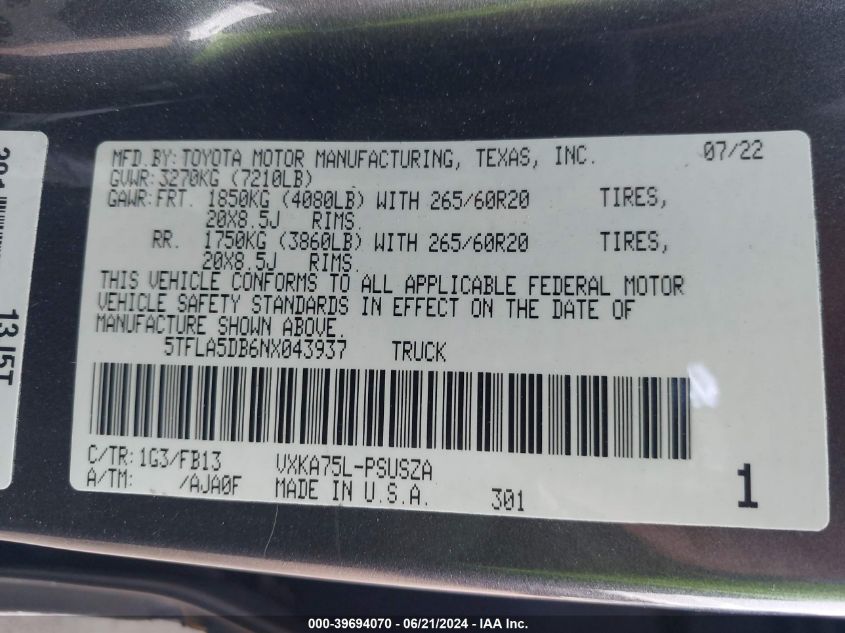 MFD.BY:TOYOTA MOTOR MANUFACTURING, TEXAS, INC. 07/22
GVWR:3270KG (7210LB)
GAWR:FRT. 1850KG (4080LB) WITH 265/60R20 TIRES,
20X8.5J RIMS.
RR. 1750KG (3860LB) WITH 265/60R20 TIRES,
20X8.5J RIMS.
THIS VEHICLE CONFORMS TO ALL APPLICABLE FEDERAL MOTOR
VEHICLE SAFETY STANDARDS IN EFFECT ON THE DATE OF
MANUFACTURE SHOWN ABOVE.
5TFLA5DB6NX043937 TRUCK
C/TR:1G3/FB13 VXKA75L-PSUSZA
A/TM: /AJA0F MADE IN U.S.A. 301 1
000-39694070 / 06/21/2024 - IAA Inc.